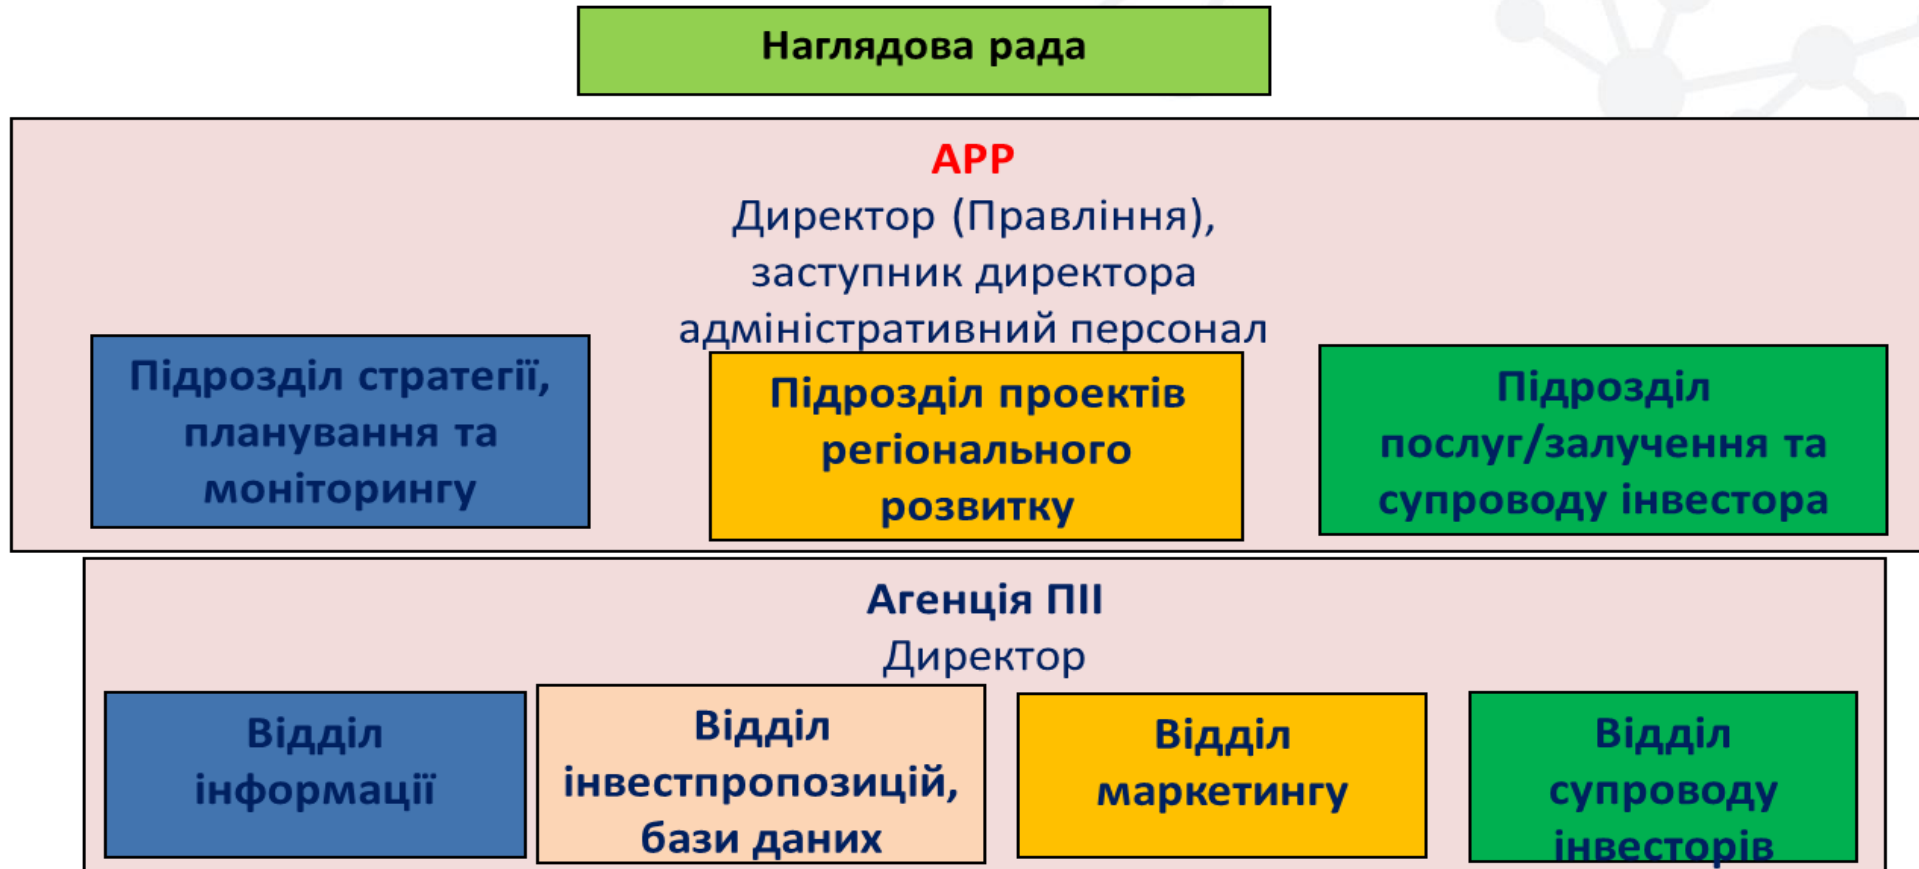 Наглядова рада
АРР
Директор (Правління),
заступник директора
адміністративний персонал
Підрозділ стратегії,
планування та
моніторингу
Підрозділ проектів
регіонального
розвитку
Підрозділ
послуг/залучення та
супроводу інвестора
Агенція ПІІ
Директор
Відділ
інформації
Відділ
інвестпропозицій,
бази даних
Відділ
маркетингу
Відділ
супроводу
інвесторів